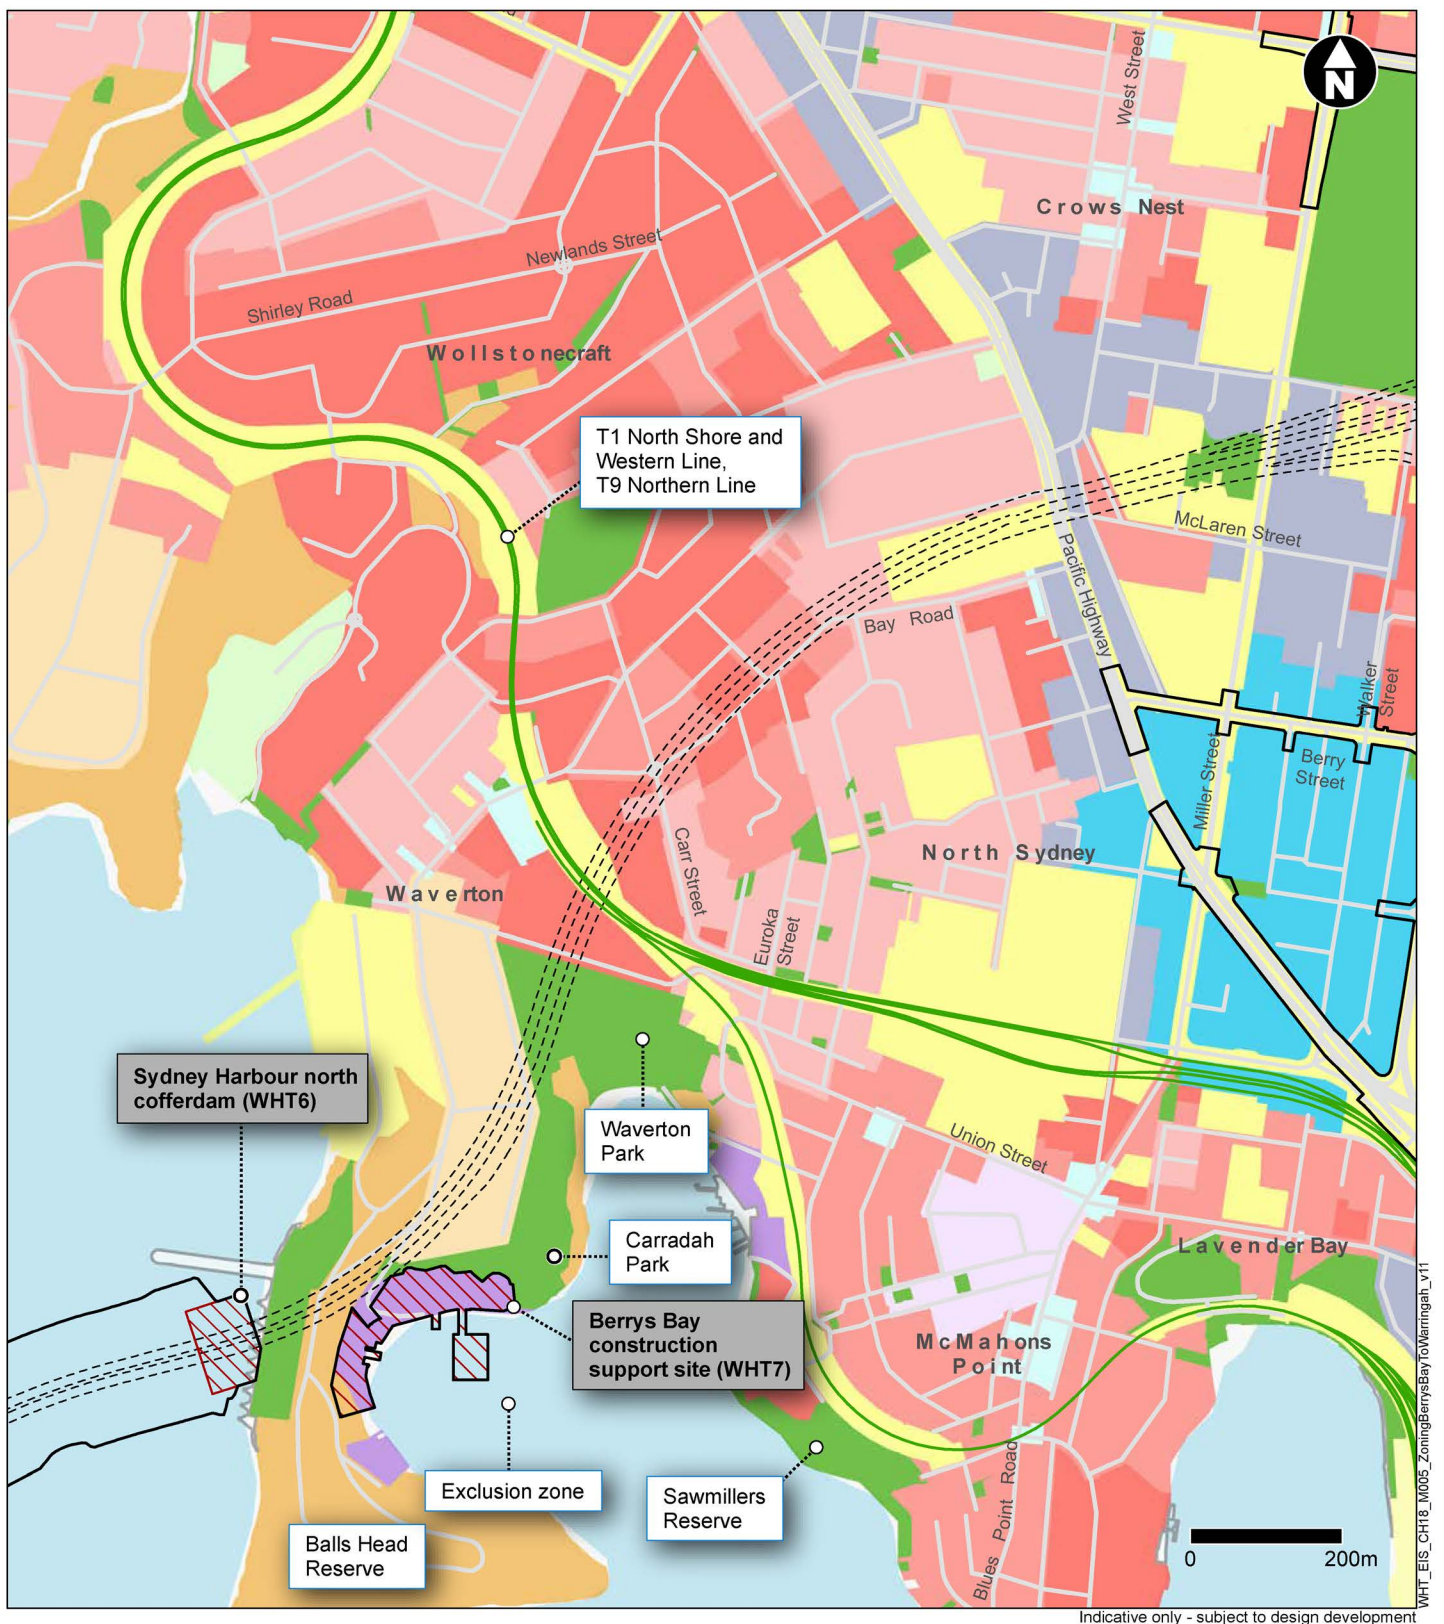 N
West Street
Crows Nest
Newlands Street
Shirley Road
Wollstonecraft
T1 North Shore and
Western Line,
T9 Northern Line
McLaren Street
Pacific Highway
Bay Road
Walker
Street
Miller Street
Berry
Street
Carr Street
North Sydney
Waverton
Euroka
Street
Sydney Harbour north
cofferdam (WHT6)
Waverton
Park
Union Street
Carradah
Park
Lavender Bay
Berrys Bay
construction
support site (WHT7)
McMahons
Point
Exclusion zone
Sawmillers
Reserve
Blues Point Road
Balls Head
Reserve
0 200m
WHT_EIS_CH18_M005_ZoningBerrysBayToWarringah_v11
Indicative only - subject to design development